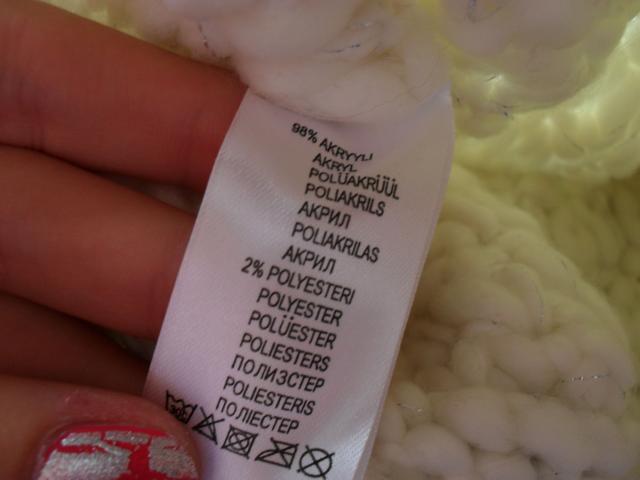 98% AKRYYLI
AKRYL
POLÜAKRÜÜL
POLIAKRILS
АКРИЛ
POLIAKRILAS
АКРИЛ
2% POLYESTERI
POLYESTER
POLÜESTER
POLIESTERS
ПОЛИЭСТЕР
POLIESTERIS
ПОЛІЕСТЕР